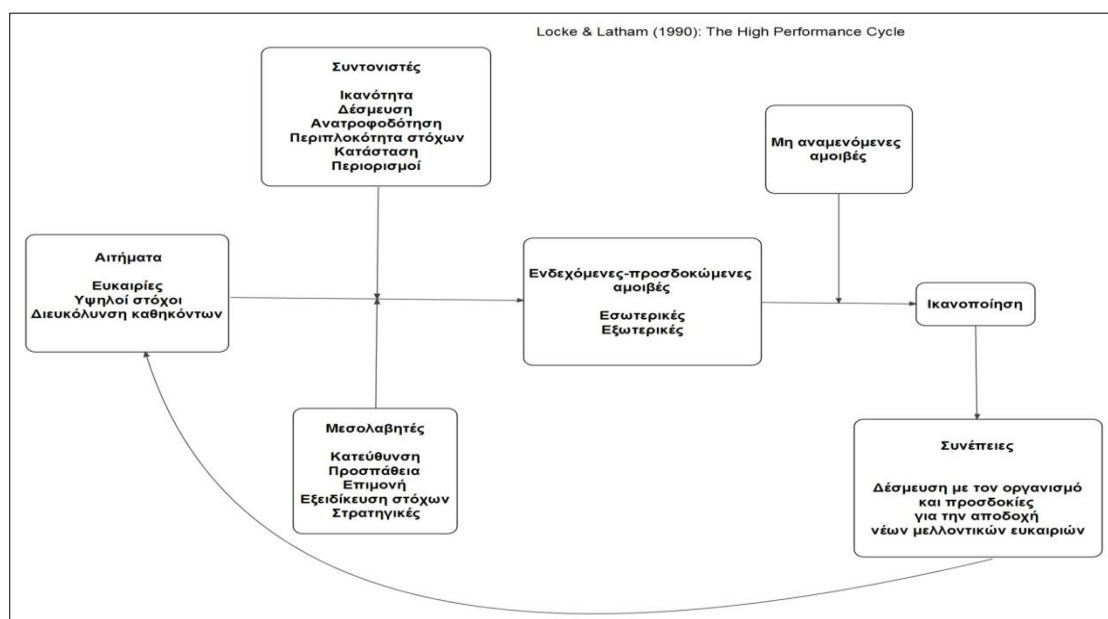 Locke & Latham (1990): The High Performance Cycle
Συντονιστές
Ικανότητα
Δέσμευση
Ανατροφοδότηση
Περιπλοκότητα στόχων
Κατάσταση
Περιορισμοί
Μη αναμενόμενες
αμοιβές
Αιτήματα
Ευκαιρίες
Υψηλοί στόχοι
Διευκόλυνση καθηκόντων
Ενδεχόμενες-προσδοκώμενες
αμοιβές
Εσωτερικές
Εξωτερικές
Ικανοποίηση
Μεσολαβητές
Κατεύθυνση
Προσπάθεια
Επιμονή
Εξειδίκευση στόχων
Στρατηγικές
Συνέπειες
Δέσμευση με τον οργανισμό
και προσδοκίες
για την αποδοχή
νέων μελλοντικών ευκαιριών